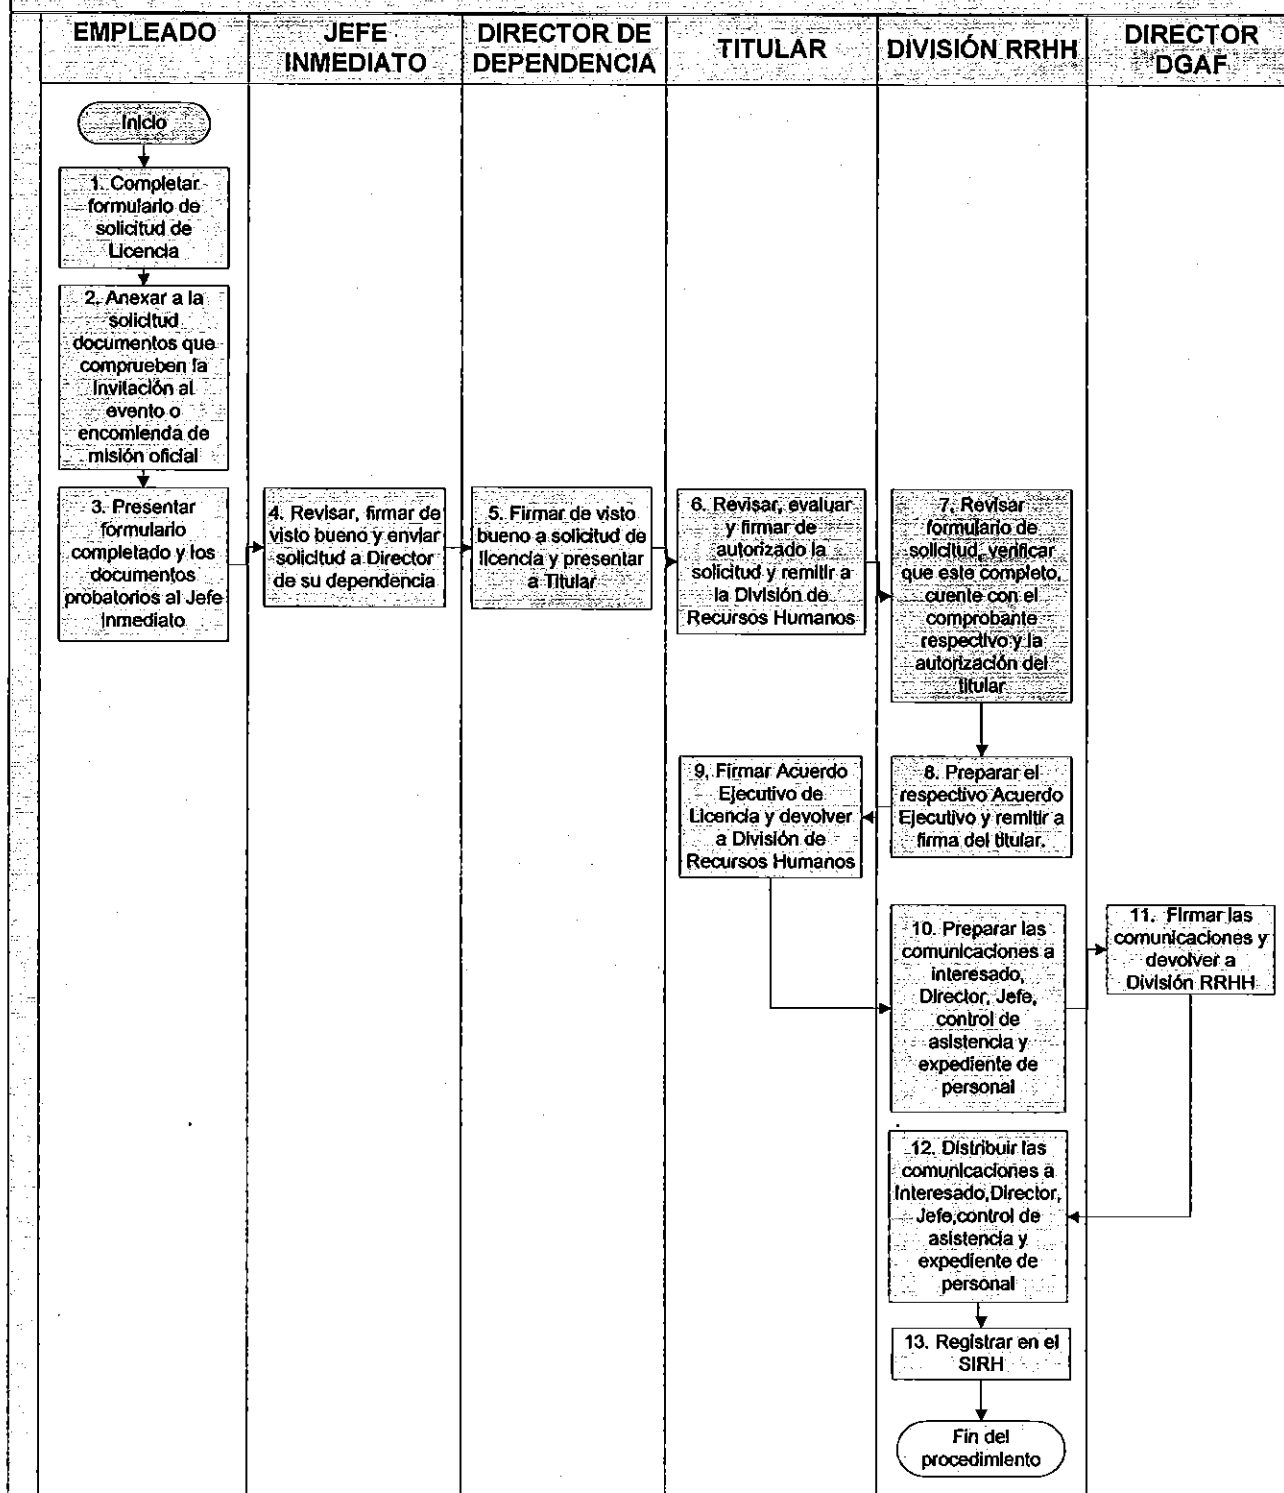 EMPLEADO
JEFE
INMEDIATO
DIRECTOR DE
DEPENDENCIA
TITULAR
DIVISIÓN RRHH
DIRECTOR
DGAF
Inicio
1. Completar
formulario de
solicitud de
Licencia
2. Anexar a la
solicitud
documentos que
comprueben la
invitación al
evento o
encomienda de
misión oficial
3. Presentar
formulario
completado y los
documentos
probatorios al Jefe
Inmediato
4. Revisar, firmar de
visto bueno y enviar
solicitud a Director
de su dependencia
5. Firmar de visto
bueno a solicitud de
licencia y presentar
a Titular
6. Revisar, evaluar
y firmar de
autorizado la
solicitud y remitir a
la División de
Recursos Humanos
7. Revisar
formulario de
solicitud, verificar
que este completo,
cuente con el
comprobante
respectivo y la
autorización del
titular
8. Preparar el
respectivo Acuerdo
Ejecutivo y remitir a
firma del titular.
9. Firmar Acuerdo
Ejecutivo de
Licencia y devolver
a División de
Recursos Humanos
10. Preparar las
comunicaciones a
interesado,
Director, Jefe,
control de
asistencia y
expediente de
personal
11. Firmar las
comunicaciones y
devolver a
División RRHH
12. Distribuir las
comunicaciones a
Interesado,Director,
Jefe,control de
asistencia y
expediente de
personal
13. Registrar en el
SIRH
Fin del
procedimiento